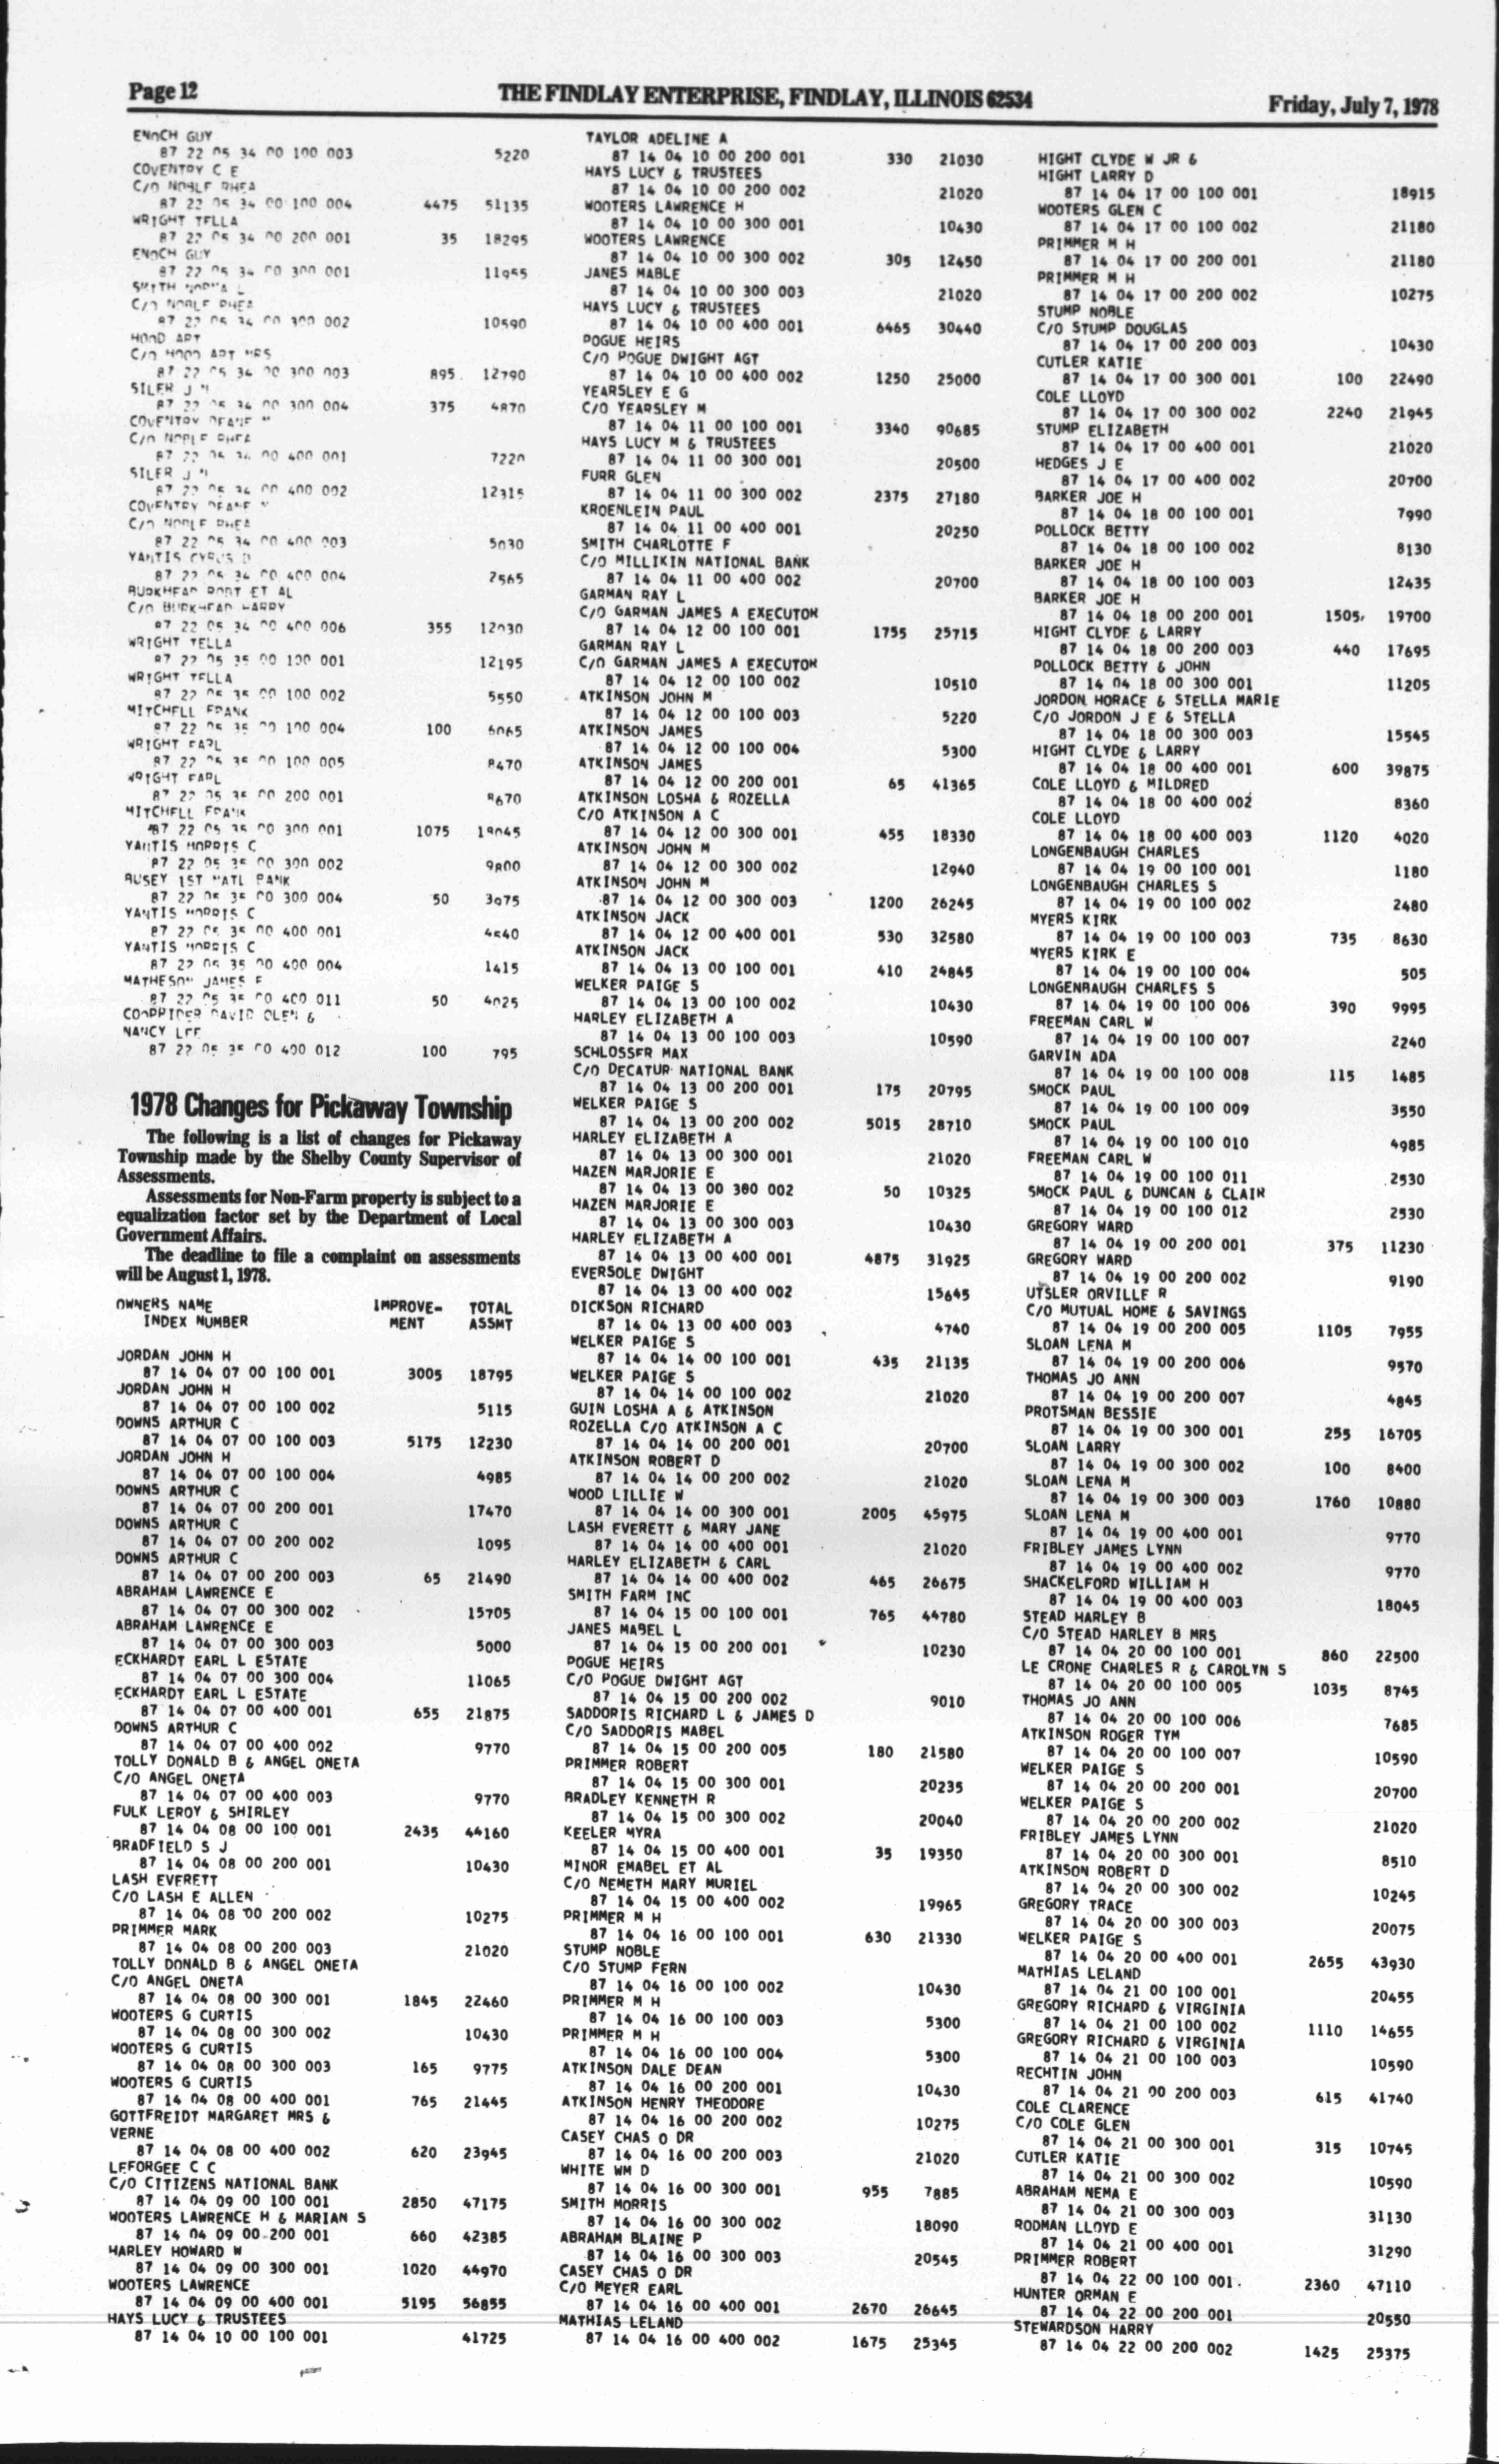 Page 12
THE FINDLAY ENTERPRISE, FINDLAY, ILLINOIS 62534
Friday, July 7, 1978
ENOCH GUY
87 22 05 34 00 100 003 5220
COVENTRY C E
C/O NOBLE RHEA
87 22 05 34 00 100 004 4475 51135
WRIGHT TELLA
87 22 05 34 00 200 001 35 18295
ENOCH GUY
87 22 05 34 00 300 001 11955
SMITH NORMA L
C/O NOBLE RHEA
87 22 05 34 00 300 002 10590
HOOD ART
C/O HOOD ART MRS
87 22 05 34 00 300 003 895 12790
SILER J
87 22 05 34 00 300 004 375 4870
COVENTRY DEANE
C/O NOBLE RHEA
87 22 05 34 00 400 001 7220
SILER J
87 22 05 34 00 400 002 12315
COVENTRY DEANE
C/O NOBLE RHEA
87 22 05 34 00 400 003 5030
YANTIS CYRUS D
87 22 05 34 00 400 004 2565
BURKHEAD ROBT ET AL
C/O BURKHEAD HARRY
87 22 05 34 00 400 006 355 12030
WRIGHT TELLA
87 22 05 35 00 100 001 12195
WRIGHT TELLA
87 22 05 35 00 100 002 5550
MITCHELL FRANK
87 22 05 35 00 100 004 100 6065
WRIGHT EARL
87 22 05 35 00 100 005 8470
WRIGHT EARL
87 22 05 35 00 200 001 8670
MITCHELL FRANK
87 22 05 35 00 300 001 1075 19045
YANTIS MORRIS C
87 22 05 35 00 300 002 9800
BUSEY 1ST NATL BANK
87 22 05 35 00 300 004 50 3975
YANTIS MORRIS C
87 22 05 35 00 400 001 4540
YANTIS MORRIS C
87 22 05 35 00 400 004 1415
MATHESON JAMES F
87 22 05 35 00 400 011 50 4025
COMPHIDER DAVID OLEN &
NANCY LEE
87 22 05 35 00 400 012 100 795
1978 Changes for Pickaway Township
The following is a list of changes for Pickaway
Township made by the Shelby County Supervisor of
Assessments.
Assessments for Non-Farm property is subject to a
equalization factor set by the Department of Local
Government Affairs.
The deadline to file a complaint on assessments
will be August 1, 1978.
OWNERS NAME IMPROVE- TOTAL
INDEX NUMBER MENT ASSMT
JORDAN JOHN H
87 14 04 07 00 100 001 3005 18795
JORDAN JOHN H
87 14 04 07 00 100 002 5115
DOWNS ARTHUR C
87 14 04 07 00 100 003 5175 12230
JORDAN JOHN H
87 14 04 07 00 100 004 4985
DOWNS ARTHUR C
87 14 04 07 00 200 001 17470
DOWNS ARTHUR C
87 14 04 07 00 200 002 1095
DOWNS ARTHUR C
87 14 04 07 00 200 003 65 21490
ABRAHAM LAWRENCE E
87 14 04 07 00 300 002 15705
ABRAHAM LAWRENCE E
87 14 04 07 00 300 003 5000
ECKHARDT EARL L ESTATE
87 14 04 07 00 300 004 11065
ECKHARDT EARL L ESTATE
87 14 04 07 00 400 001 655 21875
DOWNS ARTHUR C
87 14 04 07 00 400 002 9770
TOLLY DONALD B & ANGEL ONETA
C/O ANGEL ONETA
87 14 04 07 00 400 003 9770
FULK LEROY & SHIRLEY
87 14 04 08 00 100 001 2435 44160
BRADFIELD S J
87 14 04 08 00 200 001 10430
LASH EVERETT
C/O LASH E ALLEN
87 14 04 08 00 200 002 10275
PRIMMER MARK
87 14 04 08 00 200 003 21020
TOLLY DONALD B & ANGEL ONETA
C/O ANGEL ONETA
87 14 04 08 00 300 001 1845 22460
WOOTERS G CURTIS
87 14 04 08 00 300 002 10430
WOOTERS G CURTIS
87 14 04 08 00 300 003 165 9775
WOOTERS G CURTIS
87 14 04 08 00 400 001 765 21445
GOTTFREIDT MARGARET MRS &
VERNE
87 14 04 08 00 400 002 620 23945
LEFORGEE C C
C/O CITIZENS NATIONAL BANK
87 14 04 09 00 100 001 2850 47175
WOOTERS LAWRENCE H & MARIAN S
87 14 04 09 00 200 001 660 42385
HARLEY HOWARD W
87 14 04 09 00 300 001 1020 44970
WOOTERS LAWRENCE
87 14 04 09 00 400 001 5195 56855
HAYS LUCY & TRUSTEES
87 14 04 10 00 100 001 41725
TAYLOR ADELINE A
87 14 04 10 00 200 001 330 21030
HAYS LUCY & TRUSTEES
87 14 04 10 00 200 002 21020
WOOTERS LAWRENCE H
87 14 04 10 00 300 001 10430
WOOTERS LAWRENCE
87 14 04 10 00 300 002 305 12450
JANES MABLE
87 14 04 10 00 300 003 21020
HAYS LUCY & TRUSTEES
87 14 04 10 00 400 001 6465 30440
POGUE HEIRS
C/O POGUE DWIGHT AGT
87 14 04 10 00 400 002 1250 25000
YEARSLEY E G
C/O YEARSLEY M
87 14 04 11 00 100 001 3340 90685
HAYS LUCY M & TRUSTEES
87 14 04 11 00 300 001 20500
FURR GLEN
87 14 04 11 00 300 002 2375 27180
KROENLEIN PAUL
87 14 04 11 00 400 001 20250
SMITH CHARLOTTE F
C/O MILLIKIN NATIONAL BANK
87 14 04 11 00 400 002 20700
GARMAN RAY L
C/O GARMAN JAMES A EXECUTOR
87 14 04 12 00 100 001 1755 25715
GARMAN RAY L
C/O GARMAN JAMES A EXECUTOR
87 14 04 12 00 100 002 10510
ATKINSON JOHN M
87 14 04 12 00 100 003 5220
ATKINSON JAMES
87 14 04 12 00 100 004 5300
ATKINSON JAMES
87 14 04 12 00 200 001 65 41365
ATKINSON LOSHA & ROZELLA
C/O ATKINSON A C
87 14 04 12 00 300 001 455 18330
ATKINSON JOHN M
87 14 04 12 00 300 002 12940
ATKINSON JOHN M
87 14 04 12 00 300 003 1200 26245
ATKINSON JACK
87 14 04 12 00 400 001 530 32580
ATKINSON JACK
87 14 04 13 00 100 001 410 24845
WELKER PAIGE S
87 14 04 13 00 100 002 10430
HARLEY ELIZABETH A
87 14 04 13 00 100 003 10590
SCHLOSSER MAX
C/O DECATUR NATIONAL BANK
87 14 04 13 00 200 001 175 20795
WELKER PAIGE S
87 14 04 13 00 200 002 5015 28710
HARLEY ELIZABETH A
87 14 04 13 00 300 001 21020
HAZEN MARJORIE E
87 14 04 13 00 300 002 50 10325
HAZEN MARJORIE E
87 14 04 13 00 300 003 10430
HARLEY ELIZABETH A
87 14 04 13 00 400 001 4875 31925
EVERSOLE DWIGHT
87 14 04 13 00 400 002 15645
DICKSON RICHARD
87 14 04 13 00 400 003 4740
WELKER PAIGE S
87 14 04 14 00 100 001 435 21135
WELKER PAIGE S
87 14 04 14 00 100 002 21020
GUIN LOSHA A & ATKINSON
ROZELLA C/O ATKINSON A C
87 14 04 14 00 200 001 20700
ATKINSON ROBERT D
87 14 04 14 00 200 002 21020
WOOD LILLIE W
87 14 04 14 00 300 001 2005 45975
LASH EVERETT & MARY JANE
87 14 04 14 00 400 001 21020
HARLEY ELIZABETH & CARL
87 14 04 14 00 400 002 465 26675
SMITH FARM INC
87 14 04 15 00 100 001 765 44780
JANES MABEL L
87 14 04 15 00 200 001 10230
POGUE HEIRS
C/O POGUE DWIGHT AGT
87 14 04 15 00 200 002 9010
SADDORIS RICHARD L & JAMES D
C/O SADDORIS MABEL
87 14 04 15 00 200 005 180 21580
PRIMMER ROBERT
87 14 04 15 00 300 001 20235
BRADLEY KENNETH R
87 14 04 15 00 300 002 20040
KEELER MYRA
87 14 04 15 00 400 001 35 19350
MINOR EMABEL ET AL
C/O NEMETH MARY MURIEL
87 14 04 15 00 400 002 19965
PRIMMER M H
87 14 04 16 00 100 001 630 21330
STUMP NOBLE
C/O STUMP FERN
87 14 04 16 00 100 002 10430
PRIMMER M H
87 14 04 16 00 100 003 5300
PRIMMER M H
87 14 04 16 00 100 004 5300
ATKINSON DALE DEAN
87 14 04 16 00 200 001 10430
ATKINSON HENRY THEODORE
87 14 04 16 00 200 002 10275
CASEY CHAS O DR
87 14 04 16 00 200 003 21020
WHITE WM D
87 14 04 16 00 300 001 955 7885
SMITH MORRIS
87 14 04 16 00 300 002 18090
ABRAHAM BLAINE P
87 14 04 16 00 300 003 20545
CASEY CHAS O DR
C/O MEYER EARL
87 14 04 16 00 400 001 2670 26645
MATHIAS LELAND
87 14 04 16 00 400 002 1675 25345
HIGHT CLYDE W JR &
HIGHT LARRY D
87 14 04 17 00 100 001 18915
WOOTERS GLEN C
87 14 04 17 00 100 002 21180
PRIMMER M H
87 14 04 17 00 200 001 21180
PRIMMER M H
87 14 04 17 00 200 002 10275
STUMP NOBLE
C/O STUMP DOUGLAS
87 14 04 17 00 200 003 10430
CUTLER KATIE
87 14 04 17 00 300 001 100 22490
COLE LLOYD
87 14 04 17 00 300 002 2240 21945
STUMP ELIZABETH
87 14 04 17 00 400 001 21020
HEDGES J E
87 14 04 17 00 400 002 20700
BARKER JOE H
87 14 04 18 00 100 001 7990
POLLOCK BETTY
87 14 04 18 00 100 002 8130
BARKER JOE H
87 14 04 18 00 100 003 12435
BARKER JOE H
87 14 04 18 00 200 001 1505 19700
HIGHT CLYDE & LARRY
87 14 04 18 00 200 003 440 17695
POLLOCK BETTY & JOHN
87 14 04 18 00 300 001 11205
JORDON HORACE & STELLA MARIE
C/O JORDON J E & STELLA
87 14 04 18 00 300 003 15545
HIGHT CLYDE & LARRY
87 14 04 18 00 400 001 600 39875
COLE LLOYD & MILDRED
87 14 04 18 00 400 002 8360
COLE LLOYD
87 14 04 18 00 400 003 1120 4020
LONGENBAUGH CHARLES
87 14 04 19 00 100 001 1180
LONGENBAUGH CHARLES S
87 14 04 19 00 100 002 2480
MYERS KIRK
87 14 04 19 00 100 003 735 8630
MYERS KIRK E
87 14 04 19 00 100 004 505
LONGENBAUGH CHARLES S
87 14 04 19 00 100 006 390 9995
FREEMAN CARL W
87 14 04 19 00 100 007 2240
GARVIN ADA
87 14 04 19 00 100 008 115 1485
SMOCK PAUL
87 14 04 19 00 100 009 3550
SMOCK PAUL
87 14 04 19 00 100 010 4985
FREEMAN CARL W
87 14 04 19 00 100 011 2530
SMOCK PAUL & DUNCAN & CLAIR
87 14 04 19 00 100 012 2530
GREGORY WARD
87 14 04 19 00 200 001 375 11230
GREGORY WARD
87 14 04 19 00 200 002 9190
UTSLER ORVILLE R
C/O MUTUAL HOME & SAVINGS
87 14 04 19 00 200 005 1105 7955
SLOAN LENA M
87 14 04 19 00 200 006 9570
THOMAS JO ANN
87 14 04 19 00 200 007 4845
PROTSMAN BESSIE
87 14 04 19 00 300 001 255 16705
SLOAN LARRY
87 14 04 19 00 300 002 100 8400
SLOAN LENA M
87 14 04 19 00 300 003 1760 10880
SLOAN LENA M
87 14 04 19 00 400 001 9770
FRIBLEY JAMES LYNN
87 14 04 19 00 400 002 9770
SHACKELFORD WILLIAM H
87 14 04 19 00 400 003 18045
STEAD HARLEY B
C/O STEAD HARLEY B MRS
87 14 04 20 00 100 001 860 22500
LE CRONE CHARLES R & CAROLYN S
87 14 04 20 00 100 005 1035 8745
THOMAS JO ANN
87 14 04 20 00 100 006 7685
ATKINSON ROGER TYM
87 14 04 20 00 100 007 10590
WELKER PAIGE S
87 14 04 20 00 200 001 20700
WELKER PAIGE S
87 14 04 20 00 200 002 21020
FRIBLEY JAMES LYNN
87 14 04 20 00 300 001 8510
ATKINSON ROBERT D
87 14 04 20 00 300 002 10245
GREGORY TRACE
87 14 04 20 00 300 003 20075
WELKER PAIGE S
87 14 04 20 00 400 001 2655 43930
MATHIAS LELAND
87 14 04 21 00 100 001 20455
GREGORY RICHARD & VIRGINIA
87 14 04 21 00 100 002 1110 14655
GREGORY RICHARD & VIRGINIA
87 14 04 21 00 100 003 10590
RECHTIN JOHN
87 14 04 21 00 200 003 615 41740
COLE CLARENCE
C/O COLE GLEN
87 14 04 21 00 300 001 315 10745
CUTLER KATIE
87 14 04 21 00 300 002 10590
ABRAHAM NEMA E
87 14 04 21 00 300 003 31130
RODMAN LLOYD E
87 14 04 21 00 400 001 31290
PRIMMER ROBERT
87 14 04 22 00 100 001 2360 47110
HUNTER ORMAN E
87 14 04 22 00 200 001 20550
STEWARDSON HARRY
87 14 04 22 00 200 002 1425 25375